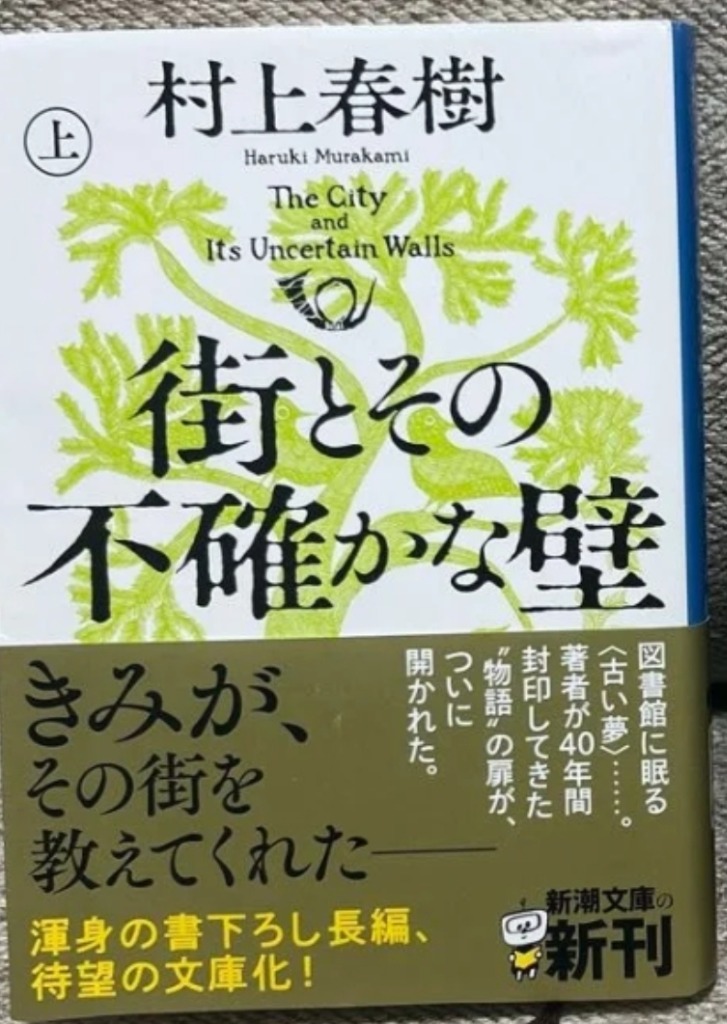 村上春樹
上
Haruki Murakami
The City
and
Its Uncertain Walls
街とその
不確かな壁
図書館に眠る
〈古い夢〉……。
著者が40年間
封印してきた
“物語”の扉が、
ついに
開かれた。
きみが、
その街を
教えてくれた――
渾身の書下ろし長編、
待望の文庫化！
新潮文庫の
新刊